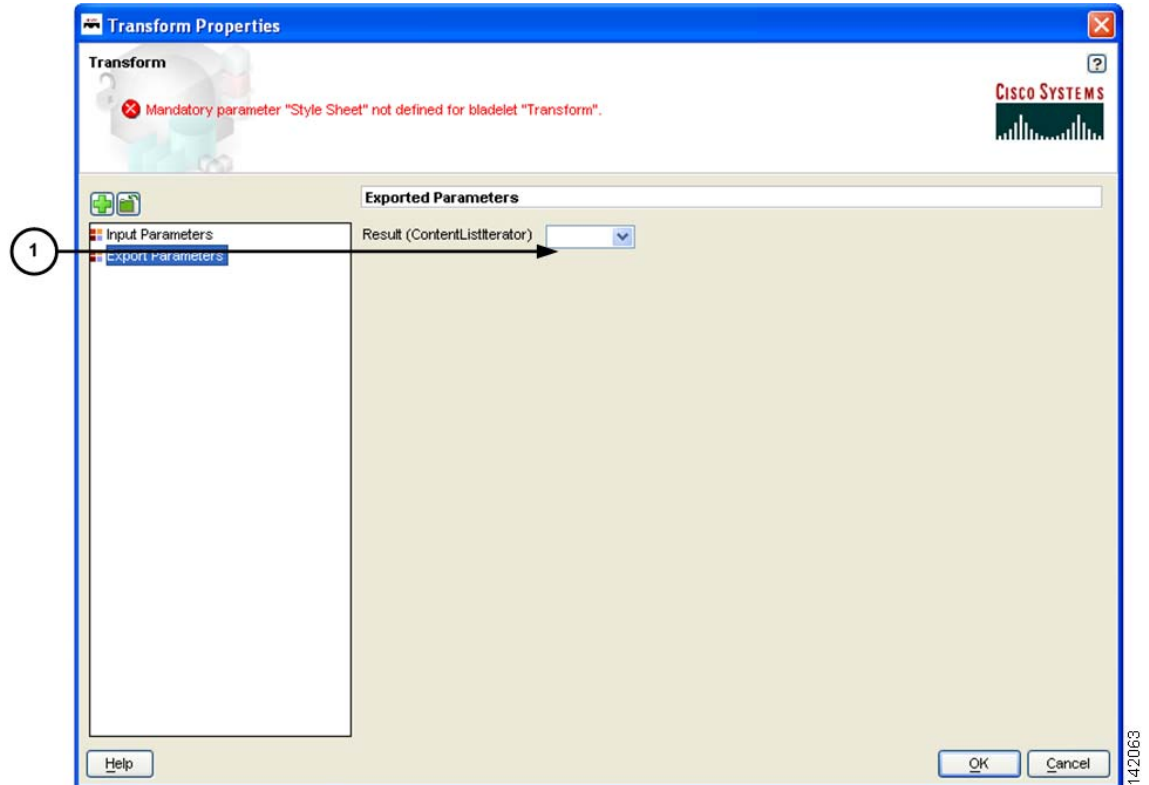 Transform Properties
Transform
?
Mandatory parameter "Style Sheet" not defined for bladelet "Transform".
CISCO SYSTEMS
Exported Parameters
Input Parameters
Result (ContentListIterator)
1
Export Parameters
Help
OK
Cancel
142063